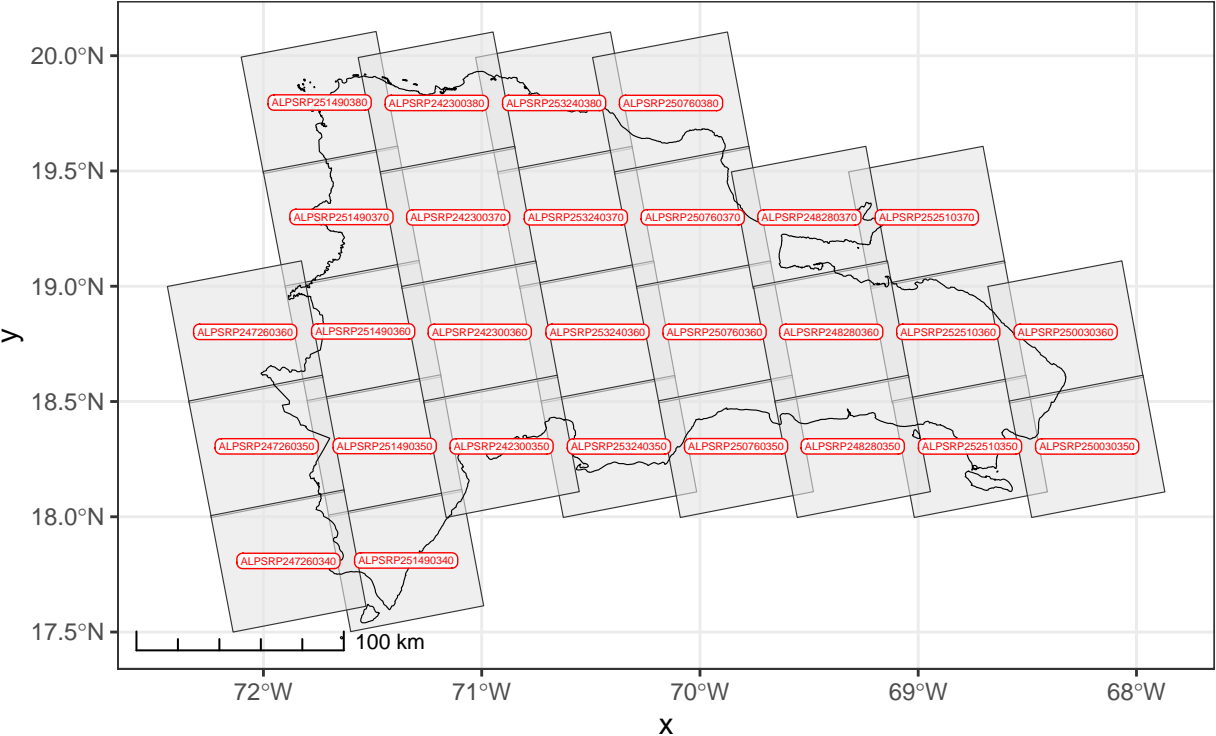 20.0°N
ALPSRP251490380 ALPSRP242300380 ALPSRP253240380 ALPSRP250760380
19.5°N
ALPSRP251490370 ALPSRP242300370 ALPSRP253240370 ALPSRP250760370 ALPSRP248280370 ALPSRP252510370
19.0°N
y
ALPSRP247260360 ALPSRP251490360 ALPSRP242300360 ALPSRP253240360 ALPSRP250760360 ALPSRP248280360 ALPSRP252510360 ALPSRP250030360
18.5°N
ALPSRP247260350 ALPSRP251490350 ALPSRP242300350 ALPSRP253240350 ALPSRP250760350 ALPSRP248280350 ALPSRP252510350 ALPSRP250030350
18.0°N
ALPSRP247260340 ALPSRP251490340
17.5°N
100 km
72°W 71°W 70°W 69°W 68°W
x